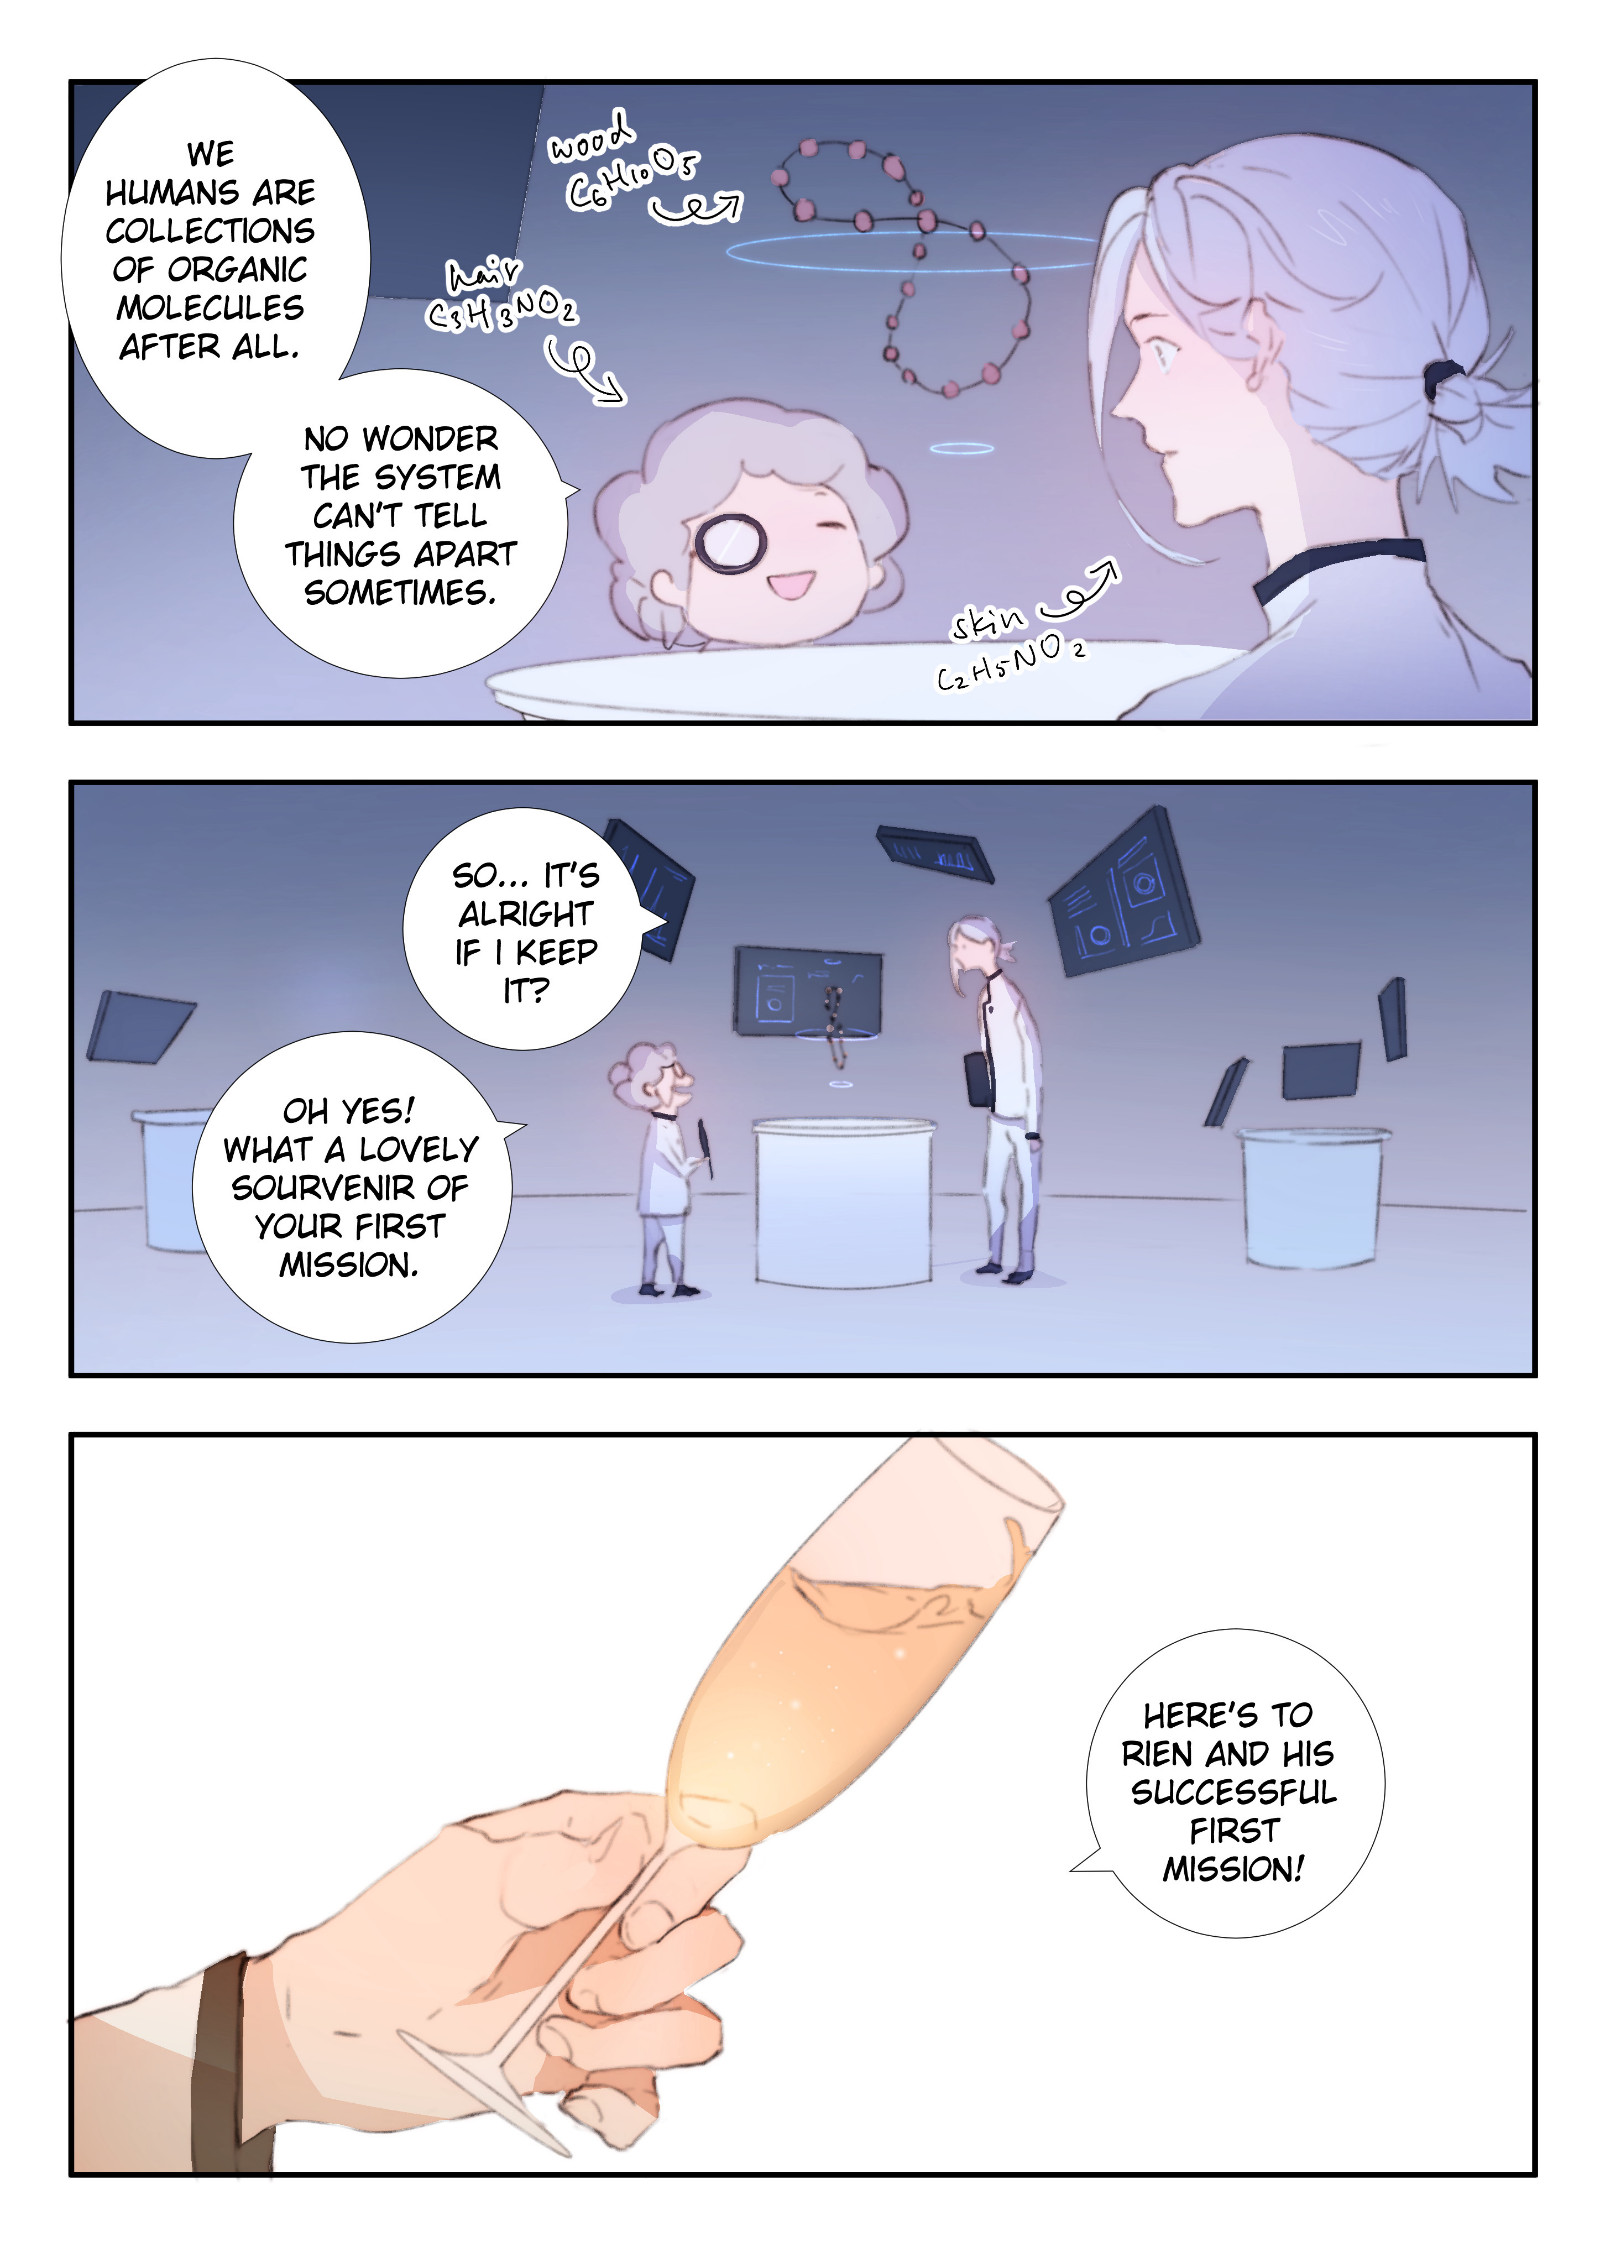 WE
HUMANS ARE
COLLECTIONS
OF ORGANIC
MOLECULES
AFTER ALL.
NO WONDER
THE SYSTEM
CAN'T TELL
THINGS APART
SOMETIMES.
wood
C6H10O5
hair
C3H3NO2
skin
C2H5NO2
SO... IT'S
ALRIGHT
IF I KEEP
IT?
OH YES!
WHAT A LOVELY
SOURVENIR OF
YOUR FIRST
MISSION.
HERE'S TO
RIEN AND HIS
SUCCESSFUL
FIRST
MISSION!